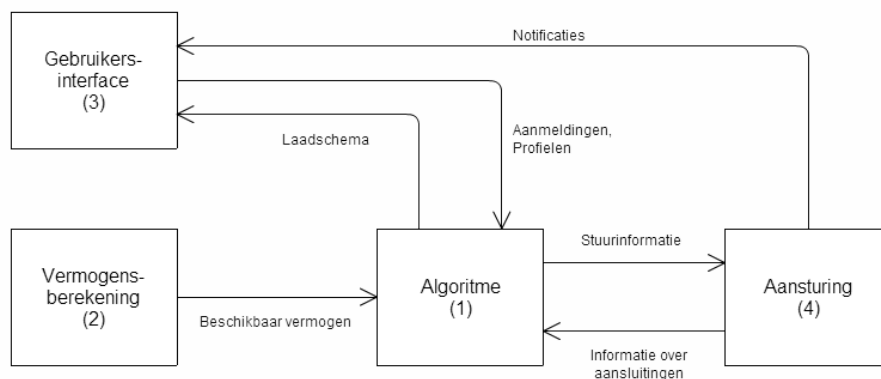 Notificaties
Gebruikers-
interface
(3)
Laadschema
Aanmeldingen,
Profielen
Vermogens-
berekening
(2)
Beschikbaar vermogen
Algoritme
(1)
Stuurinformatie
Informatie over
aansluitingen
Aansturing
(4)